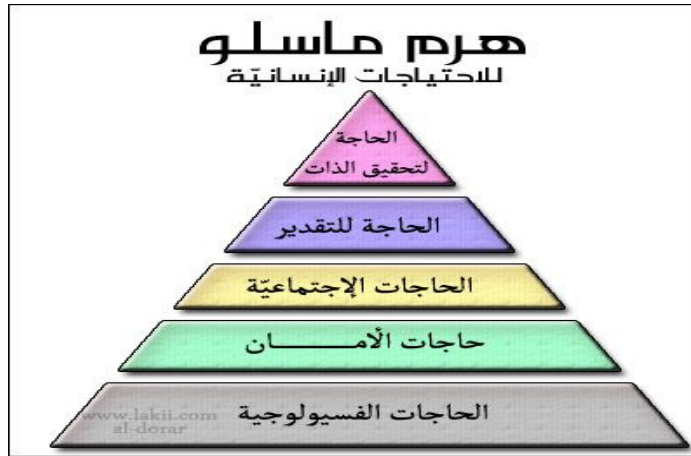 هرم ماسلو
للاحتياجات الإنسانيّة
الحاجة
لتحقيق الذات
الحاجة للتقدير
الحاجات الإجتماعيّة
حاجات الأمــــــــان
الحاجات الفسيولوجية
www.lakii.com
al-dorar